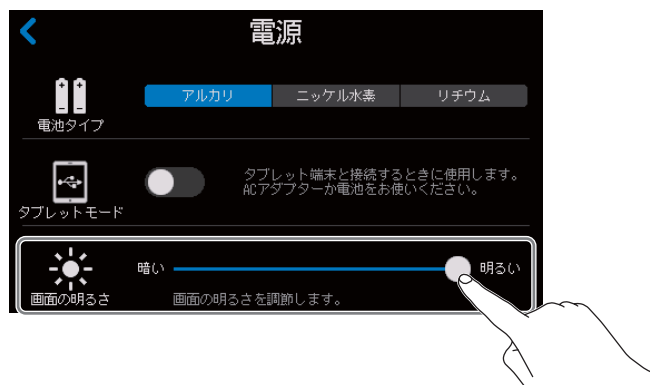 電源
アルカリ ニッケル水素 リチウム
電池タイプ
タブレット端末と接続するときに使用します。
ACアダプターか電池をお使いください。
タブレットモード
暗い 明るい
画面の明るさ 画面の明るさを調節します。